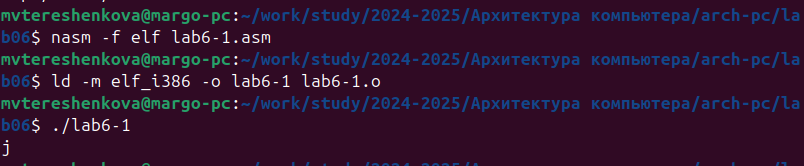 mvtereshenkova@margo-pc:~/work/study/2024-2025/Архитектура компьютера/arch-pc/la
b06$ nasm -f elf lab6-1.asm
mvtereshenkova@margo-pc:~/work/study/2024-2025/Архитектура компьютера/arch-pc/la
b06$ ld -m elf_i386 -o lab6-1 lab6-1.o
mvtereshenkova@margo-pc:~/work/study/2024-2025/Архитектура компьютера/arch-pc/la
b06$ ./lab6-1
j